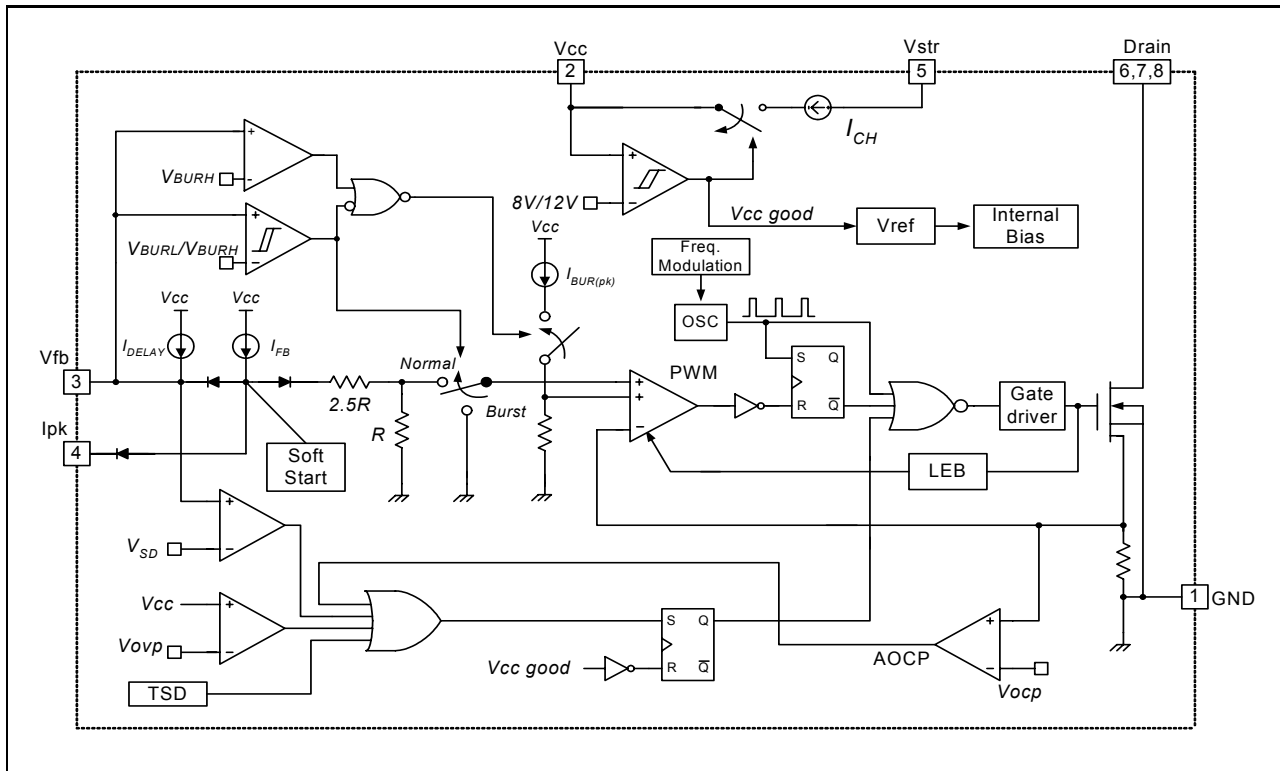 Vcc
2
Vstr
5
Drain
6,7,8
I_CH
V_BURH
8V/12V
Vcc good
Vref
Internal
Bias
V_BURL/V_BURH
Vcc
Freq.
Modulation
I_BUR(pk)
OSC
Vcc
Vcc
I_DELAY
I_FB
Vfb
3
Normal
Burst
2.5R
R
PWM
S
Q
R
Q̅
Gate
driver
Ipk
4
Soft
Start
LEB
V_SD
Vcc
Vovp
TSD
S
Q
R
Q̅
Vcc good
AOCP
Vocp
1
GND
+
-
+
-
+
-
+
+
-
+
-
+
-
+
-